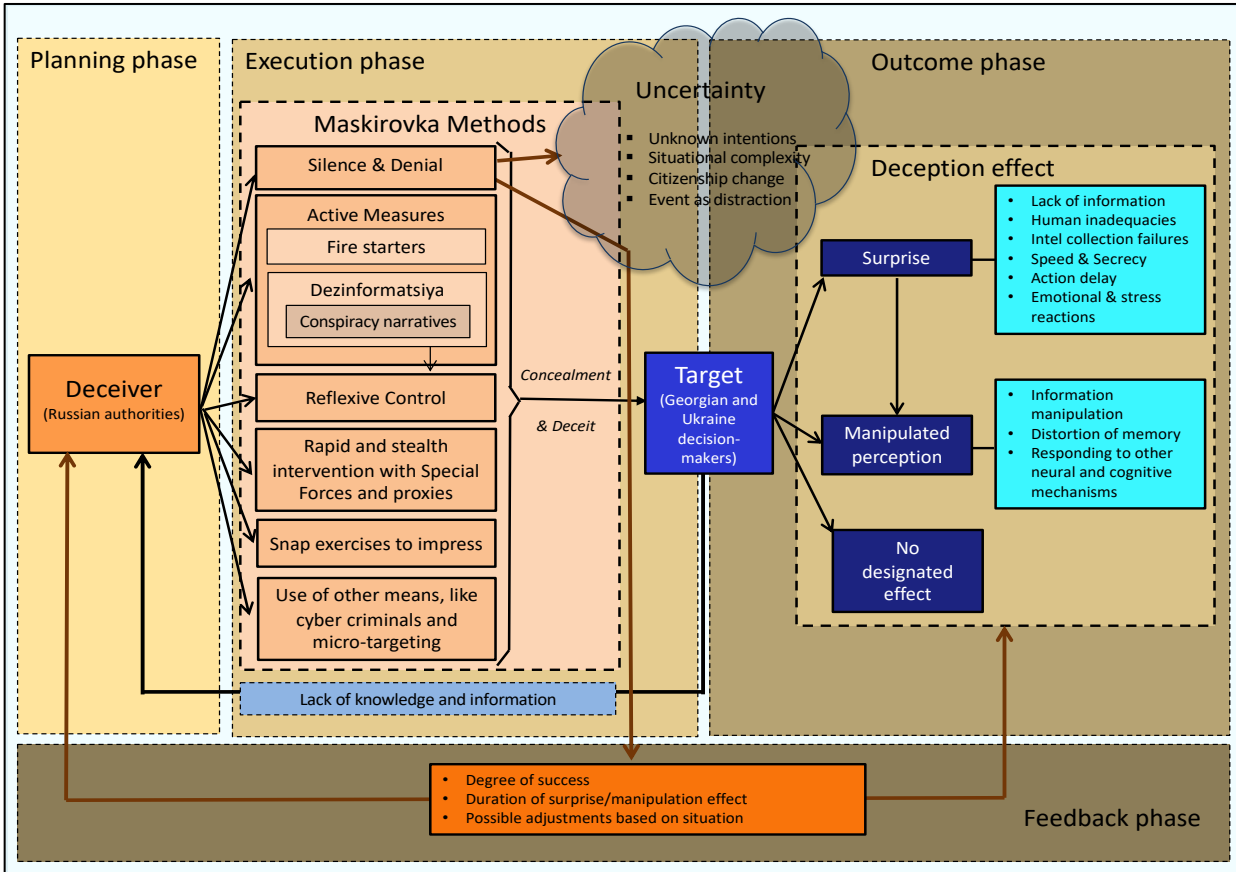 Planning phase
Execution phase
Outcome phase
Uncertainty
▪ Unknown intentions
▪ Situational complexity
▪ Citizenship change
▪ Event as distraction
Maskirovka Methods
Silence & Denial
Active Measures
Fire starters
Dezinformatsiya
Conspiracy narratives
Reflexive Control
Rapid and stealth
intervention with Special
Forces and proxies
Snap exercises to impress
Use of other means, like
cyber criminals and
micro-targeting
Deceiver
(Russian authorities)
Concealment
& Deceit
Target
(Georgian and
Ukraine
decision-
makers)
Lack of knowledge and information
Deception effect
Surprise
• Lack of information
• Human inadequacies
• Intel collection failures
• Speed & Secrecy
• Action delay
• Emotional & stress
reactions
Manipulated
perception
• Information
manipulation
• Distortion of memory
• Responding to other
neural and cognitive
mechanisms
No
designated
effect
• Degree of success
• Duration of surprise/manipulation effect
• Possible adjustments based on situation
Feedback phase